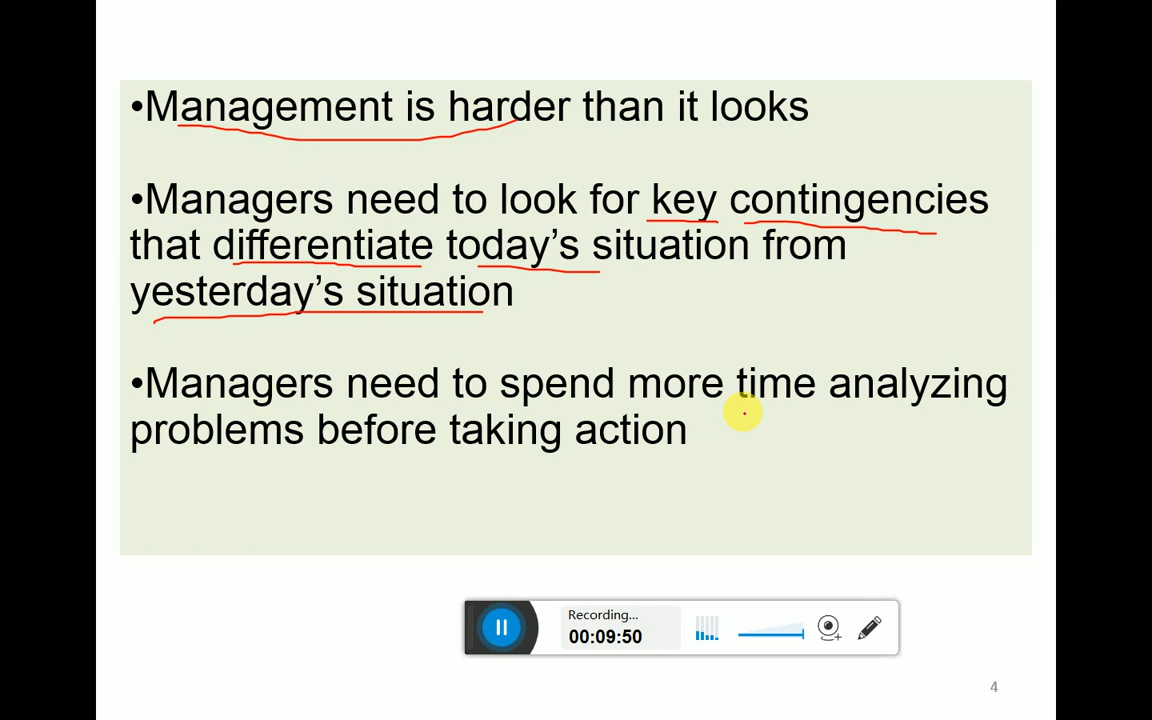 •Management is harder than it looks
•Managers need to look for key contingencies
that differentiate today’s situation from
yesterday’s situation
•Managers need to spend more time analyzing
problems before taking action
Recording...
00:09:50
4